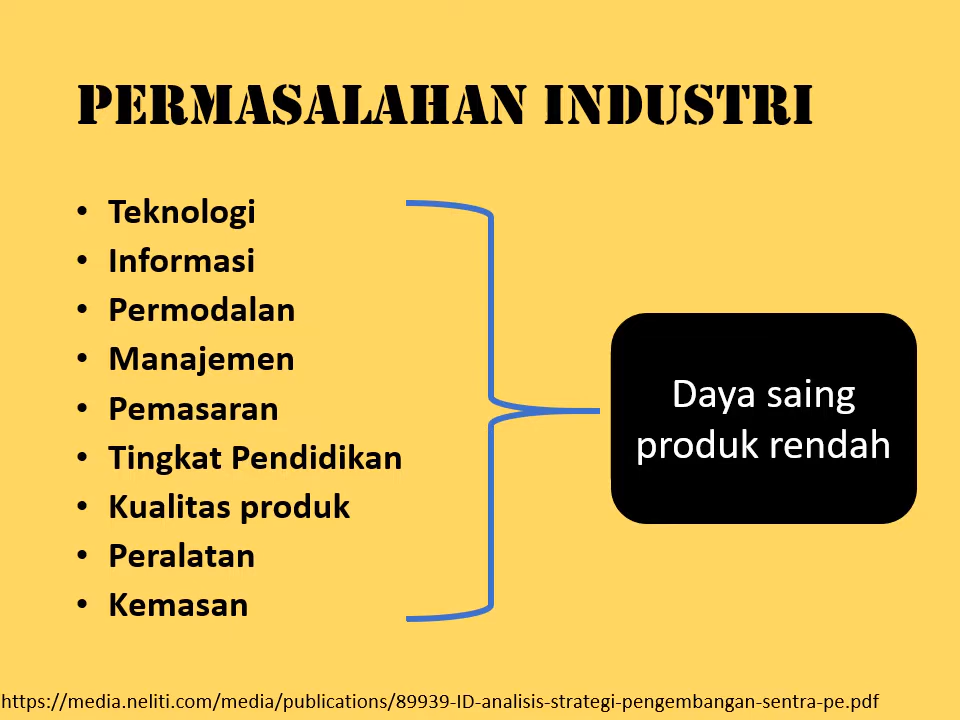 PERMASALAHAN INDUSTRI
• Teknologi
• Informasi
• Permodalan
• Manajemen
• Pemasaran
• Tingkat Pendidikan
• Kualitas produk
• Peralatan
• Kemasan
Daya saing
produk rendah
https://media.neliti.com/media/publications/89939-ID-analisis-strategi-pengembangan-sentra-pe.pdf